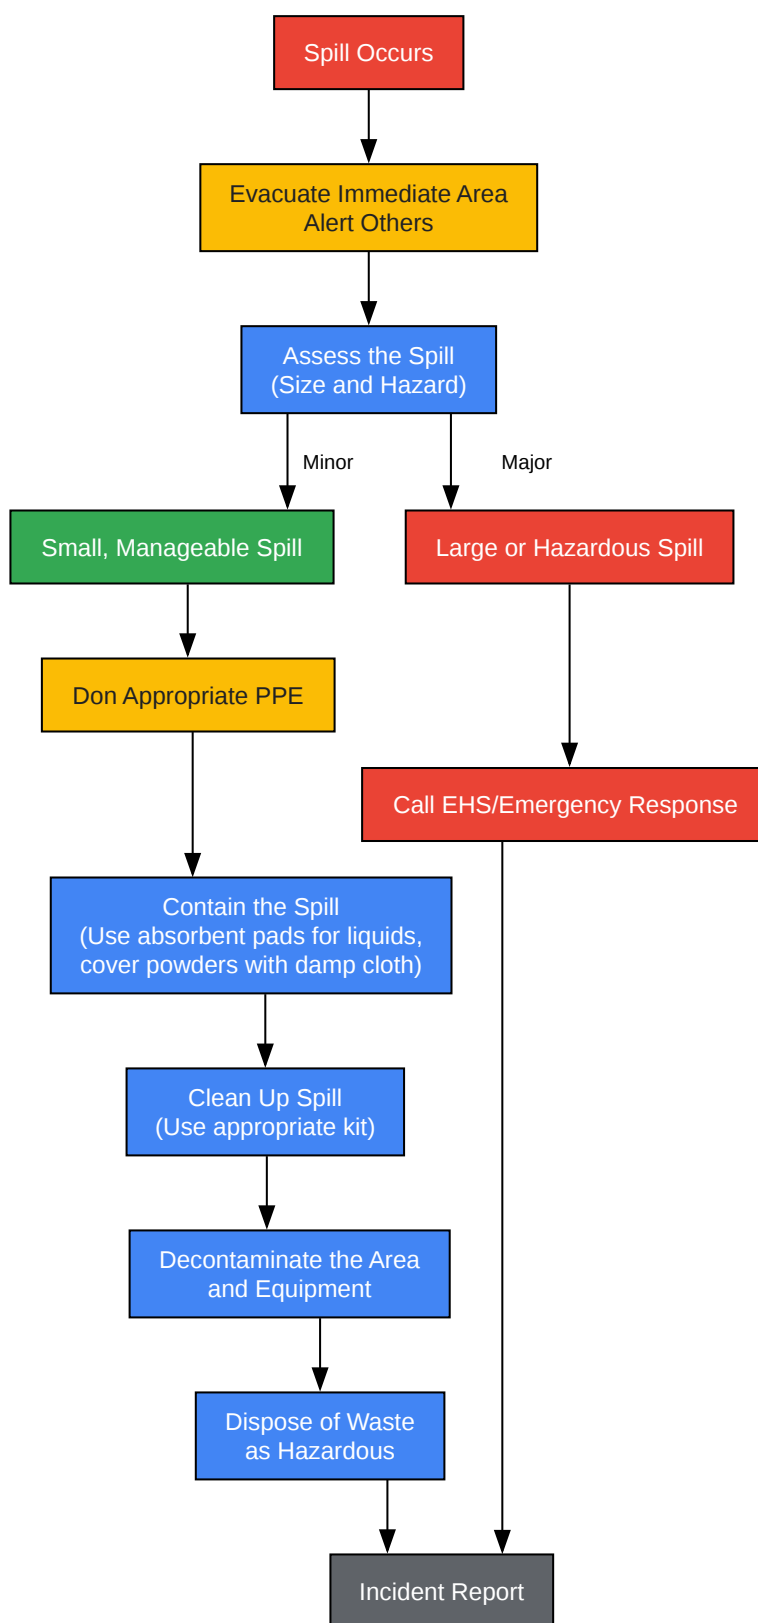 Spill Occurs
Evacuate Immediate Area
Alert Others
Assess the Spill
(Size and Hazard)
Minor
Major
Small, Manageable Spill
Large or Hazardous Spill
Don Appropriate PPE
Call EHS/Emergency Response
Contain the Spill
(Use absorbent pads for liquids,
cover powders with damp cloth)
Clean Up Spill
(Use appropriate kit)
Decontaminate the Area
and Equipment
Dispose of Waste
as Hazardous
Incident Report